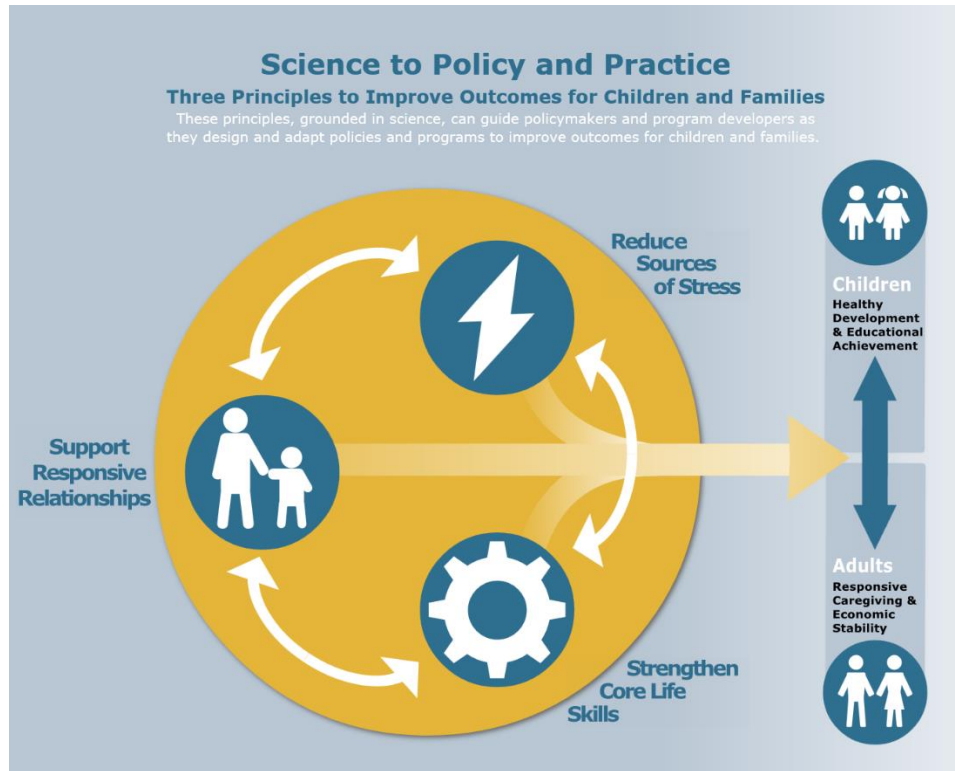 Science to Policy and Practice
Three Principles to Improve Outcomes for Children and Families
These principles, grounded in science, can guide policymakers and program developers as
they design and adapt policies and programs to improve outcomes for children and families.
Reduce
Sources
of Stress
Support
Responsive
Relationships
Strengthen
Core Life
Skills
Children
Healthy
Development
& Educational
Achievement
Adults
Responsive
Caregiving &
Economic
Stability